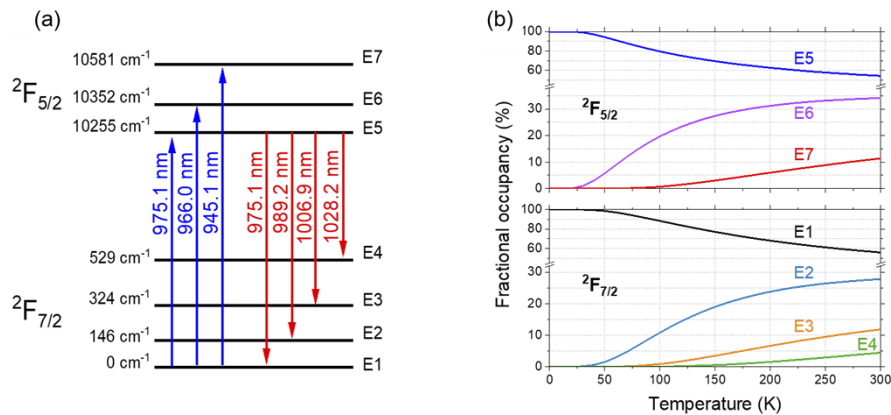 (a)
10581 cm⁻¹ E7
²F₅/₂
10352 cm⁻¹ E6
10255 cm⁻¹ E5
975.1 nm
966.0 nm
945.1 nm
975.1 nm
989.2 nm
1006.9 nm
1028.2 nm
529 cm⁻¹ E4
²F₇/₂
324 cm⁻¹ E3
146 cm⁻¹ E2
0 cm⁻¹ E1
(b)
Fractional occupancy (%)
100
80
60
30
20
10
0
E5
²F₅/₂
E6
E7
100
80
60
30
20
10
0
E1
E2
²F₇/₂
E3
E4
0 50 100 150 200 250 300
Temperature (K)